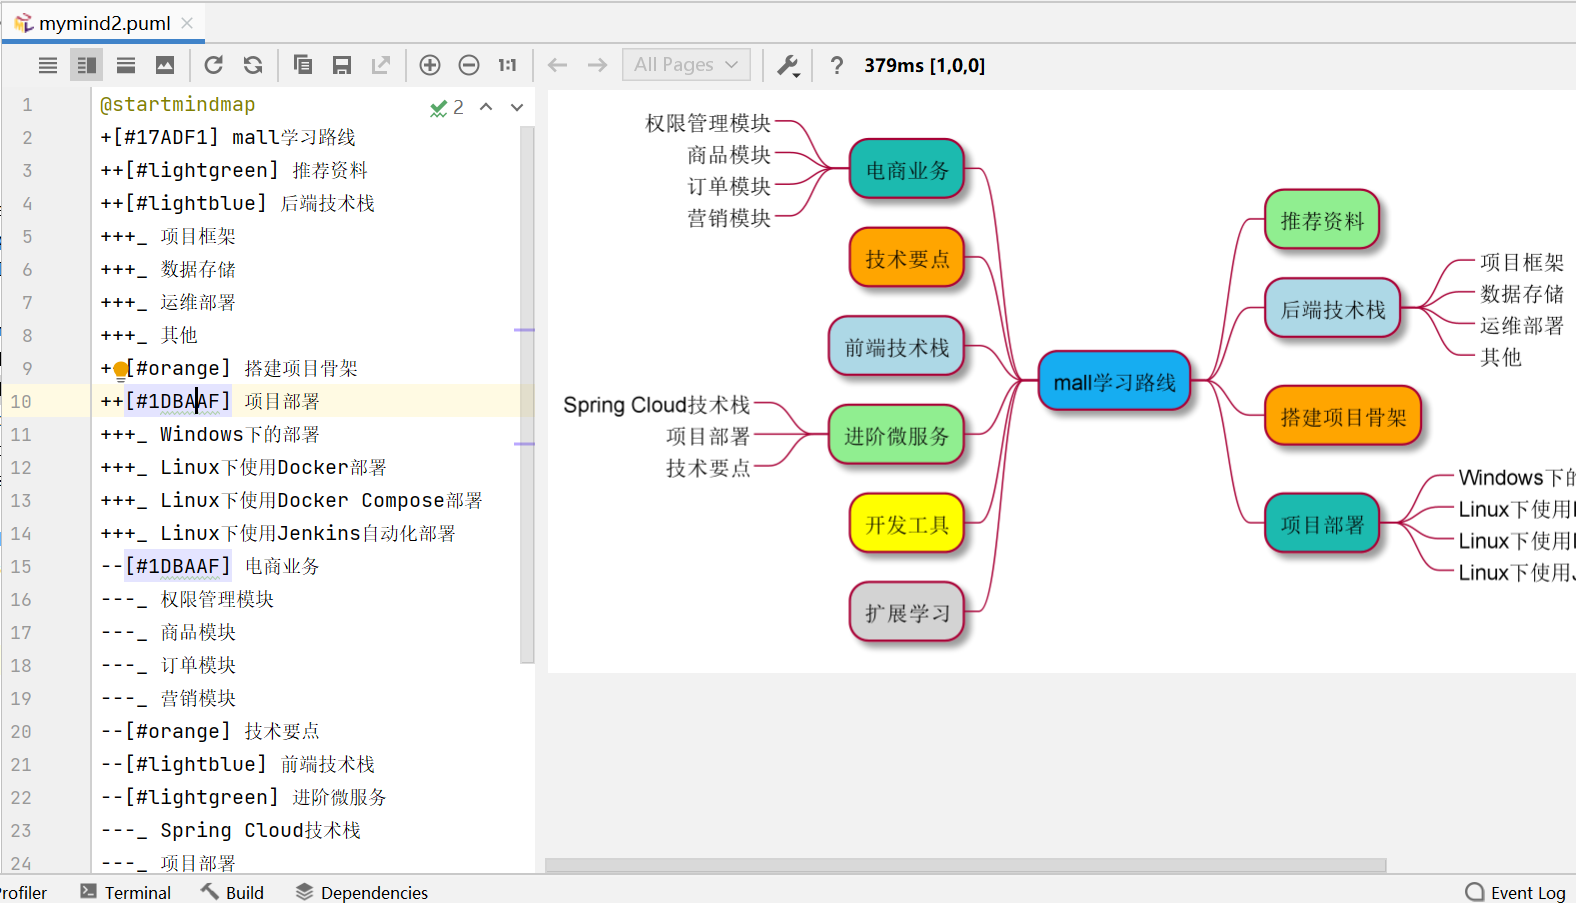 mymind2.puml
1:1
All Pages
?
379ms [1,0,0]
2
1 @startmindmap
2 +[#17ADF1] mall学习路线
3 ++[#lightgreen] 推荐资料
4 ++[#lightblue] 后端技术栈
5 +++_ 项目框架
6 +++_ 数据存储
7 +++_ 运维部署
8 +++_ 其他
9 +[#orange] 搭建项目骨架
10 ++[#1DBAAF] 项目部署
11 +++_ Windows下的部署
12 +++_ Linux下使用Docker部署
13 +++_ Linux下使用Docker Compose部署
14 +++_ Linux下使用Jenkins自动化部署
15 --[#1DBAAF] 电商业务
16 ---_ 权限管理模块
17 ---_ 商品模块
18 ---_ 订单模块
19 ---_ 营销模块
20 --[#orange] 技术要点
21 --[#lightblue] 前端技术栈
22 --[#lightgreen] 进阶微服务
23 ---_ Spring Cloud技术栈
24 ---_ 项目部署
权限管理模块
商品模块
订单模块
营销模块
电商业务
技术要点
前端技术栈
Spring Cloud技术栈
项目部署
技术要点
进阶微服务
开发工具
扩展学习
mall学习路线
推荐资料
后端技术栈
项目框架
数据存储
运维部署
其他
搭建项目骨架
项目部署
Windows下的
Linux下使用
Linux下使用
Linux下使用
rofiler
Terminal
Build
Dependencies
Event Log